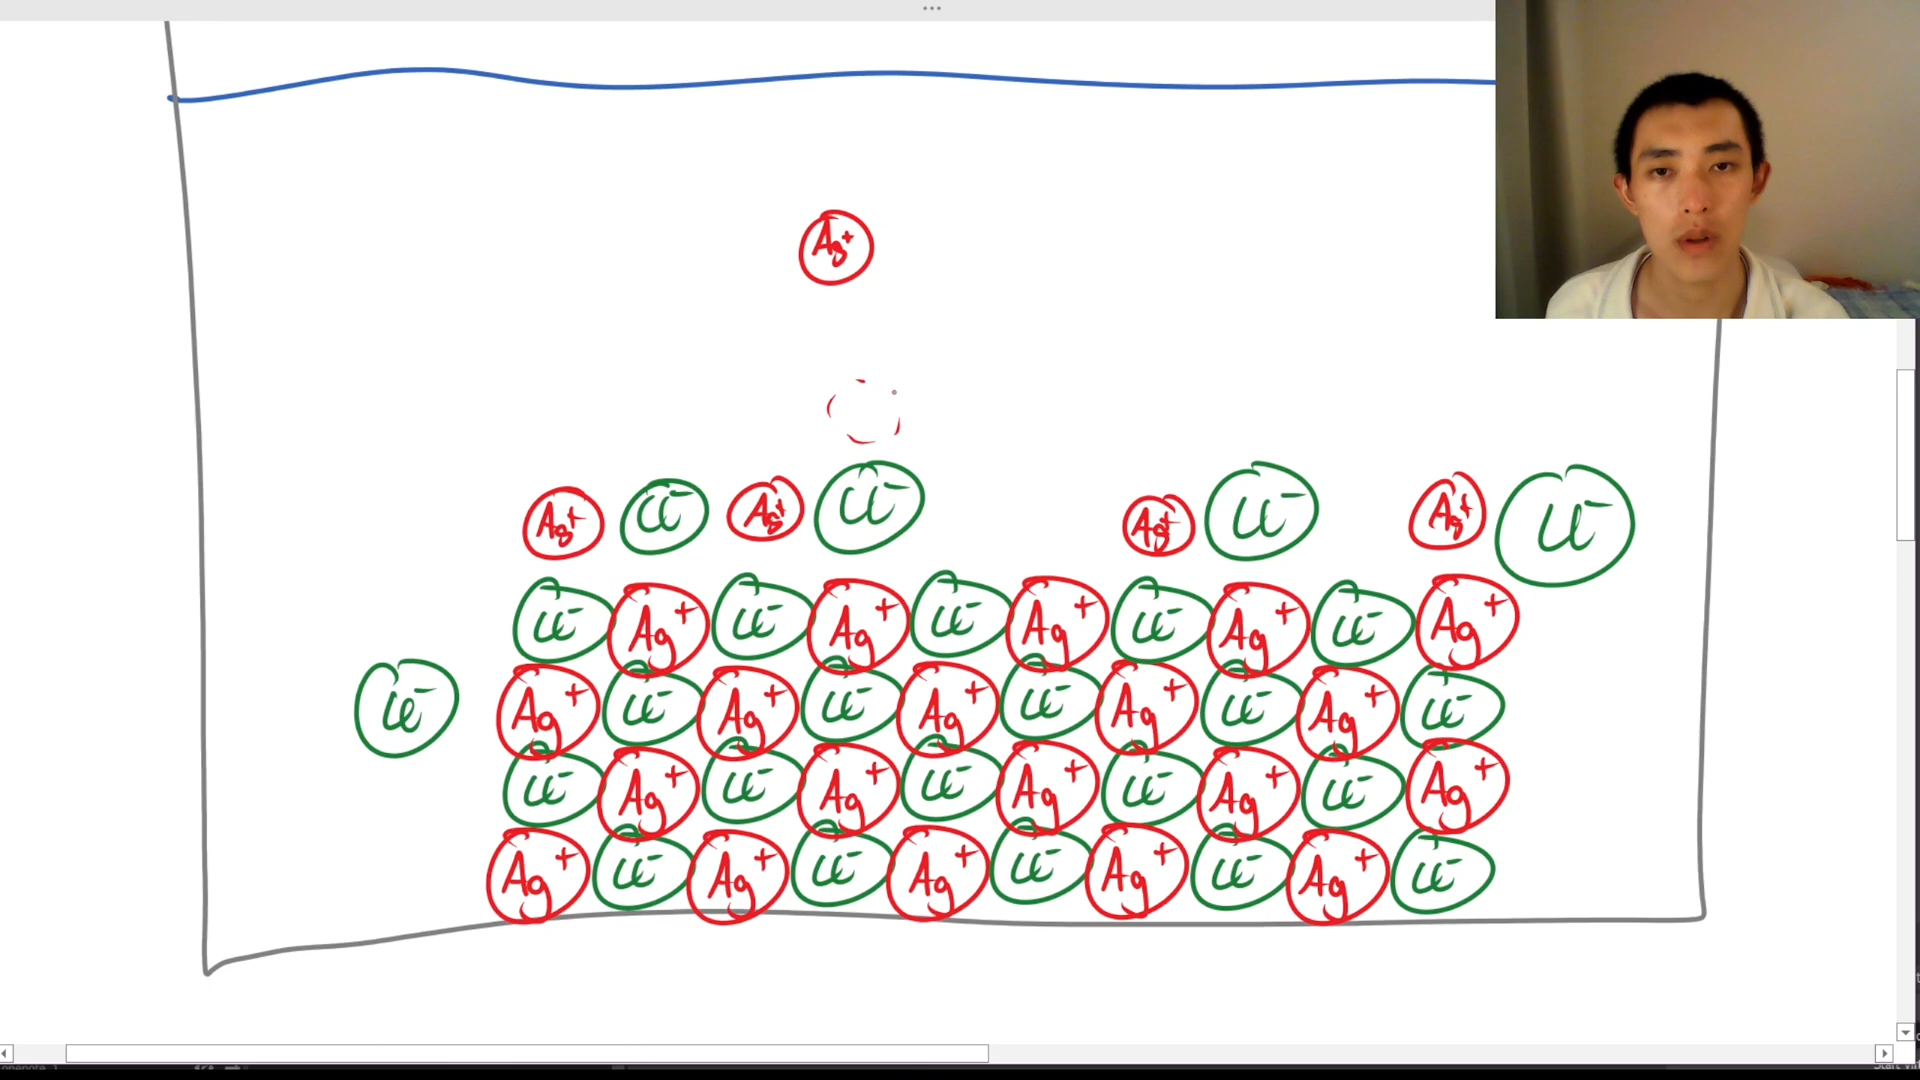 Ag+
Ag+ Cl- Ag+ Cl- Ag+ Cl- Ag+ Cl-
Cl- Ag+ Cl- Ag+ Cl- Ag+ Cl- Ag+ Cl- Ag+
Cl- Ag+ Cl- Ag+ Cl- Ag+ Cl- Ag+ Cl- Ag+ Cl-
Cl- Ag+ Cl- Ag+ Cl- Ag+ Cl- Ag+ Cl- Ag+
Ag+ Cl- Ag+ Cl- Ag+ Cl- Ag+ Cl- Ag+ Cl-